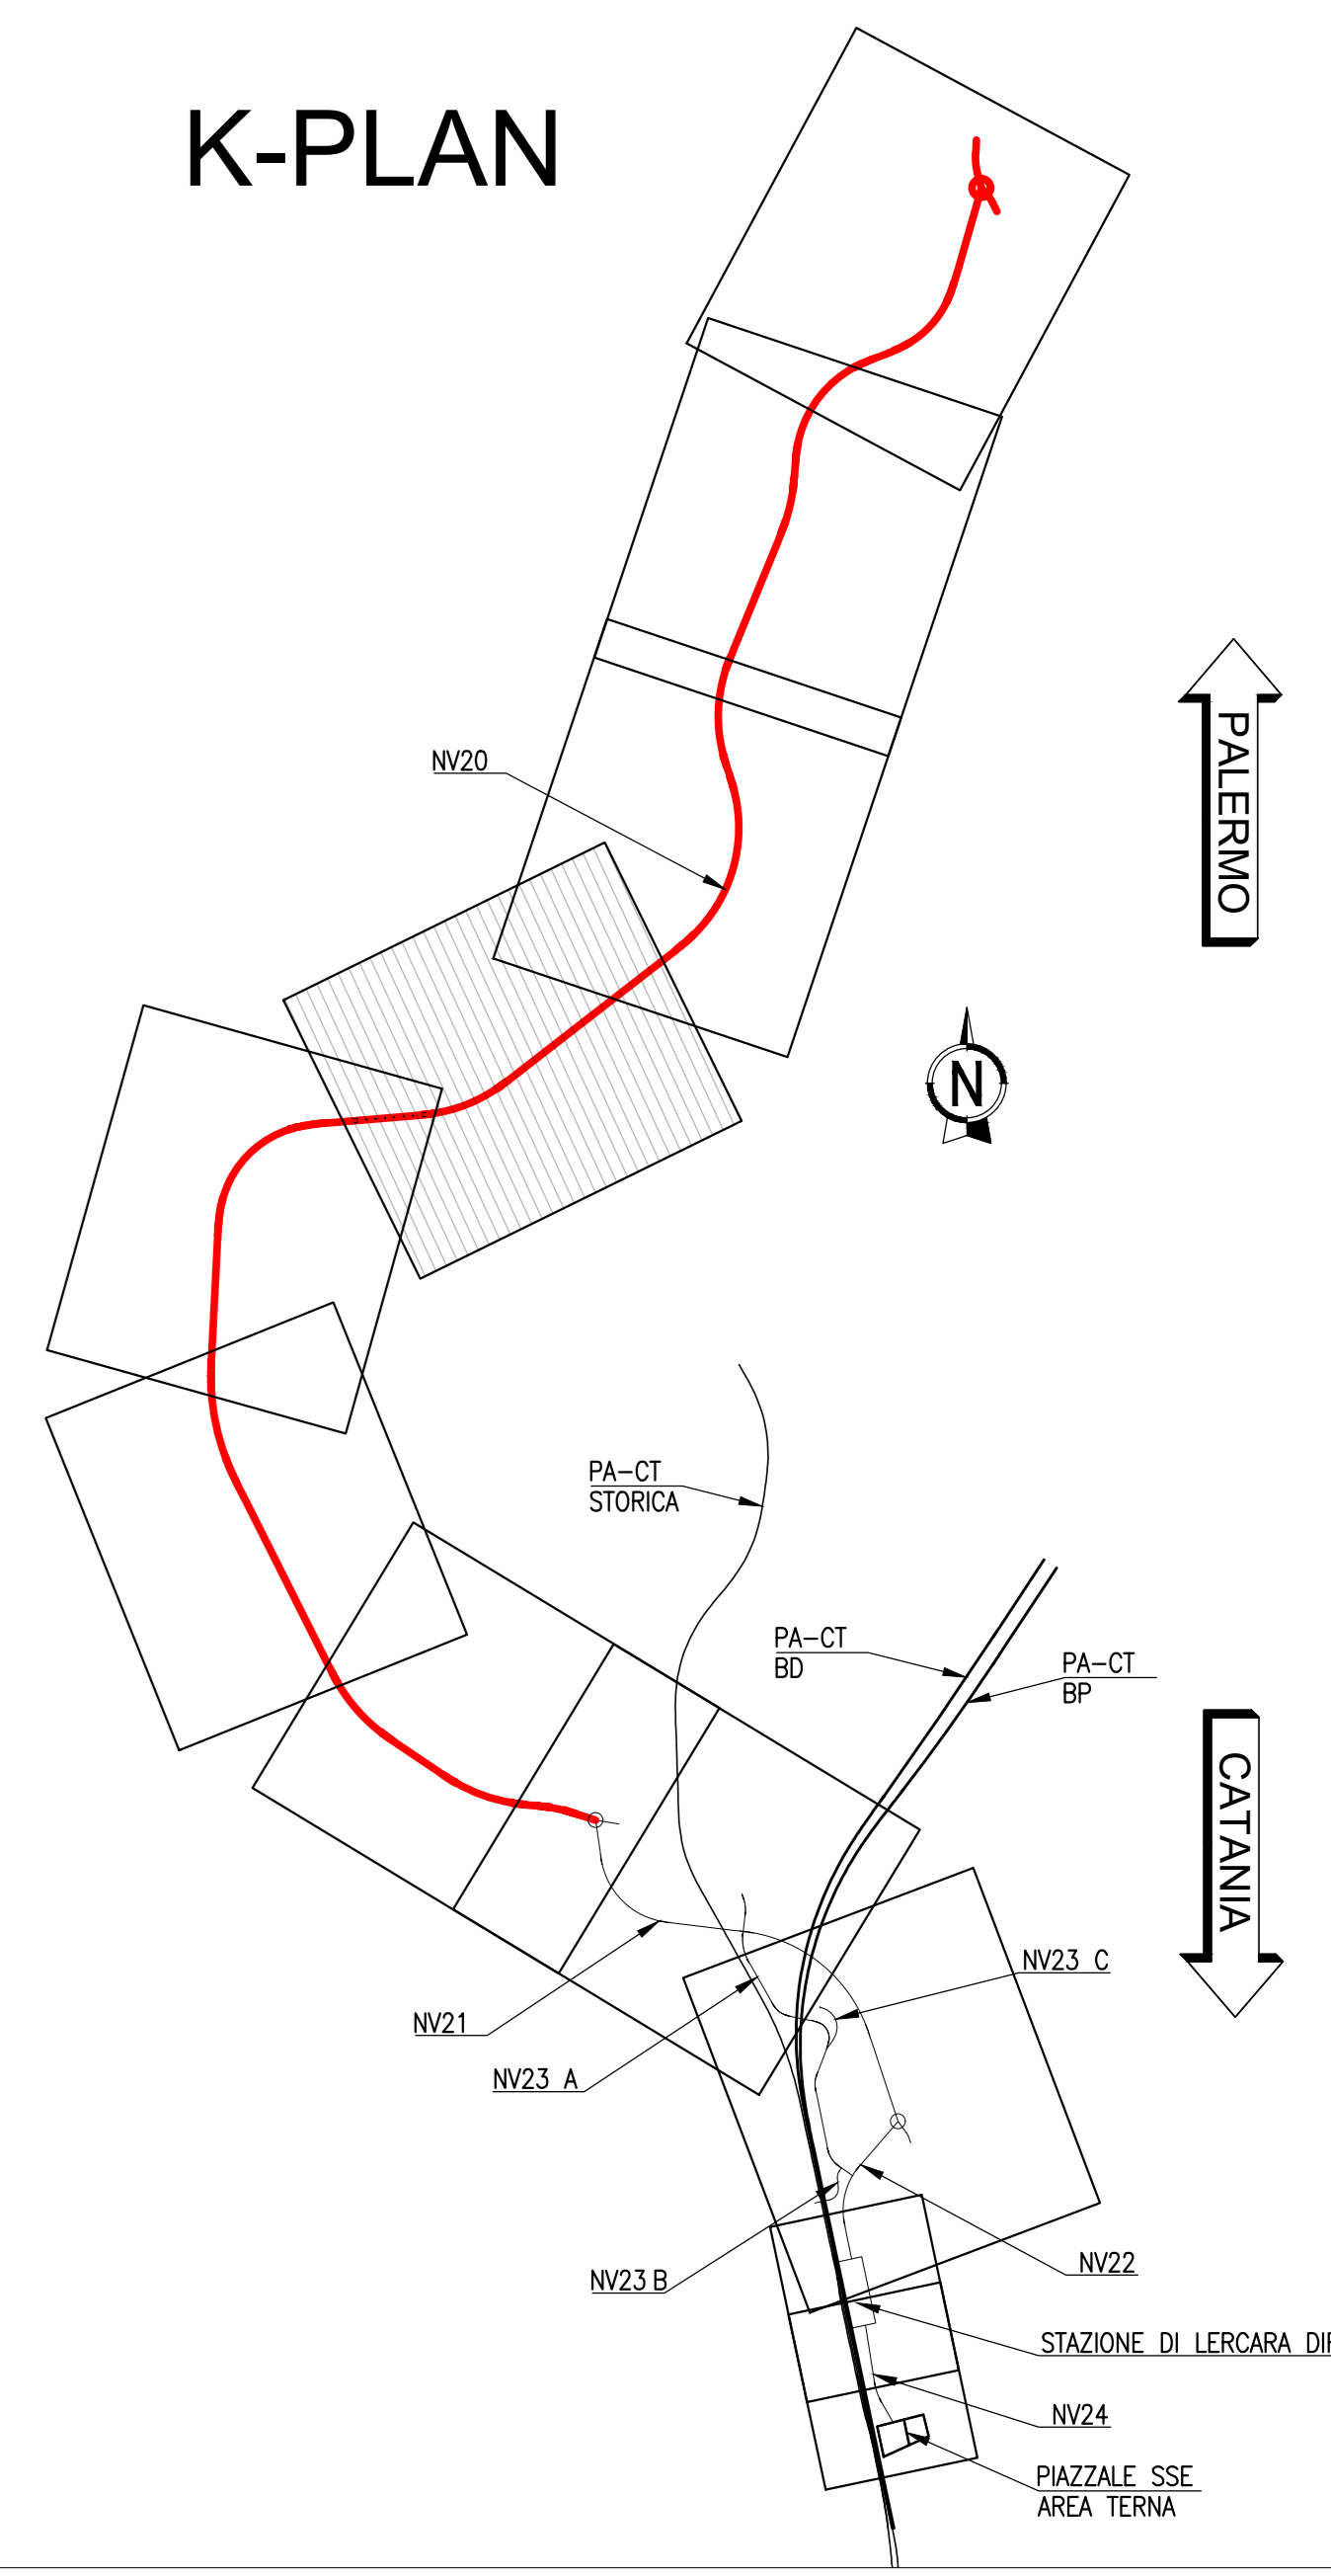 K-PLAN
NV20
PALERMO
N
PA-CT
STORICA
PA-CT
BD
PA-CT
BP
CATANIA
NV23 C
NV21
NV23 A
NV22
NV23 B
STAZIONE DI LERCARA
NV24
PIAZZALE SSE
AREA TERNA